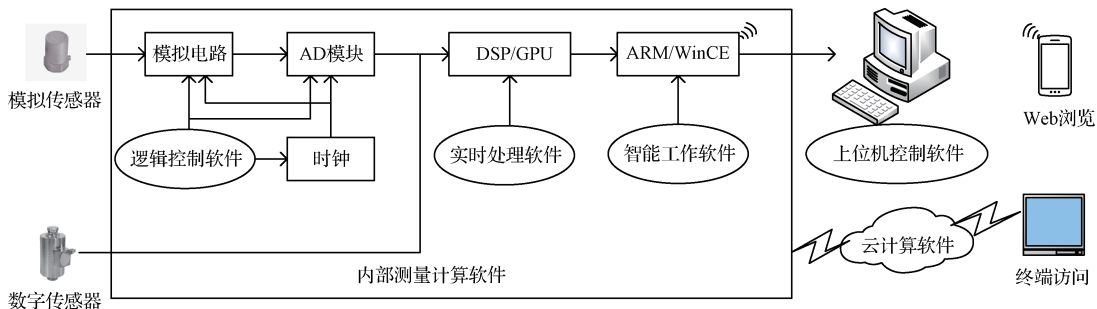 模拟电路
AD模块
DSP/GPU
ARM/WinCE
模拟传感器
Web浏览
逻辑控制软件
时钟
实时处理软件
智能工作软件
上位机控制软件
云计算软件
内部测量计算软件
终端访问
数字传感器